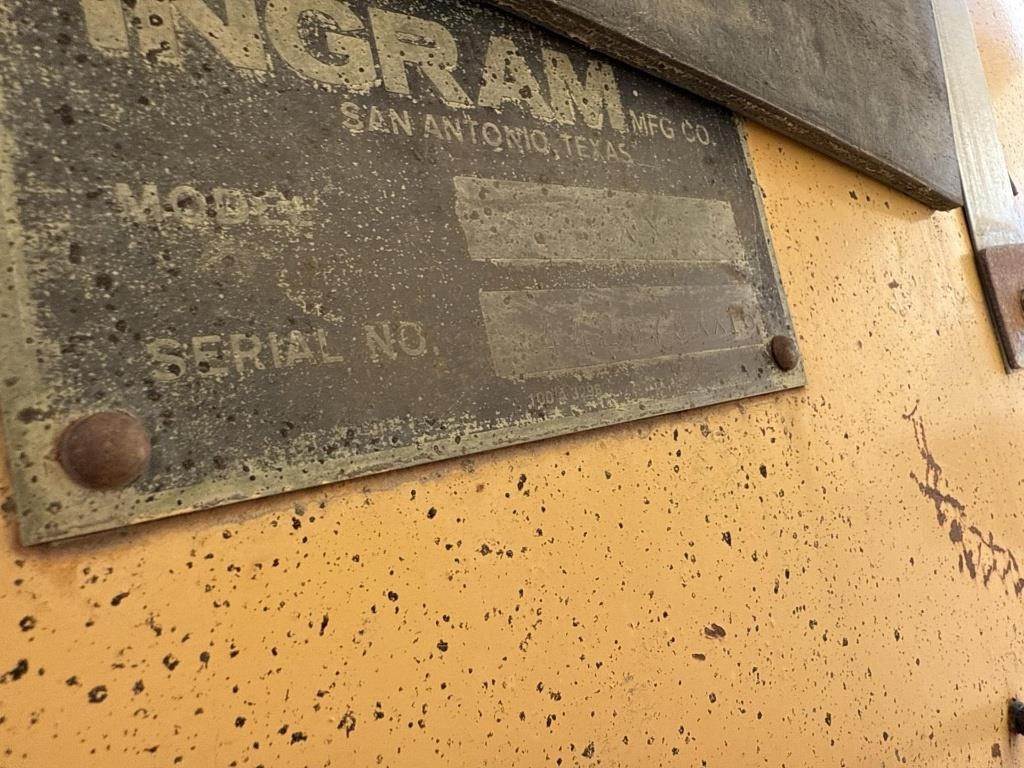 INGRAM MFG CO.
SAN ANTONIO, TEXAS
MODEL
SERIAL NO.